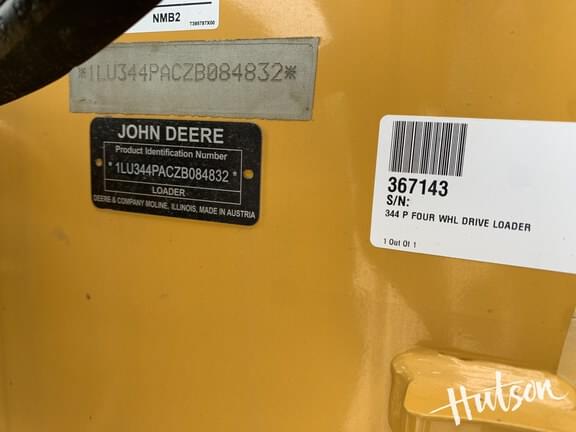 NMB2
T395787X00
*1LU344PACZB084832*
JOHN DEERE
Product Identification Number
* 1LU344PACZB084832 *
LOADER
DEERE & COMPANY MOLINE, ILLINOIS, MADE IN AUSTRIA
367143
S/N:
344 P FOUR WHL DRIVE LOADER
1 Out Of 1
Hutson